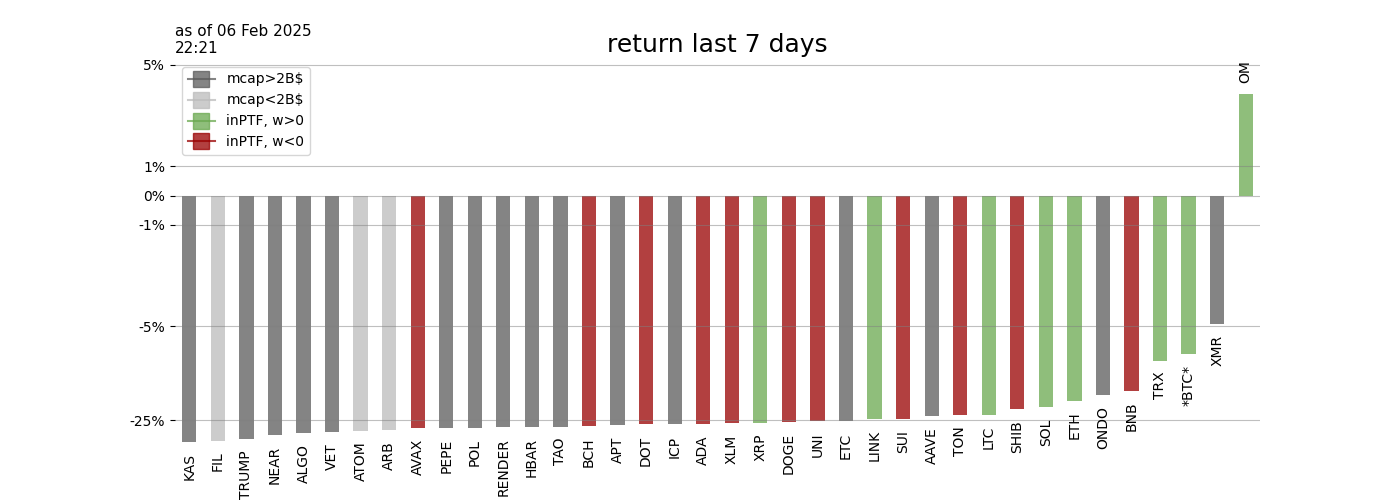 as of 06 Feb 2025
22:21
return last 7 days
5%
1%
0%
-1%
-5%
-25%
mcap>2B$
mcap<2B$
inPTF, w>0
inPTF, w<0
KAS
FIL
TRUMP
NEAR
ALGO
VET
ATOM
ARB
AVAX
PEPE
POL
RENDER
HBAR
TAO
BCH
APT
DOT
ICP
ADA
XLM
XRP
DOGE
UNI
ETC
LINK
SUI
AAVE
TON
LTC
SHIB
SOL
ETH
ONDO
BNB
TRX
*BTC*
XMR
OM